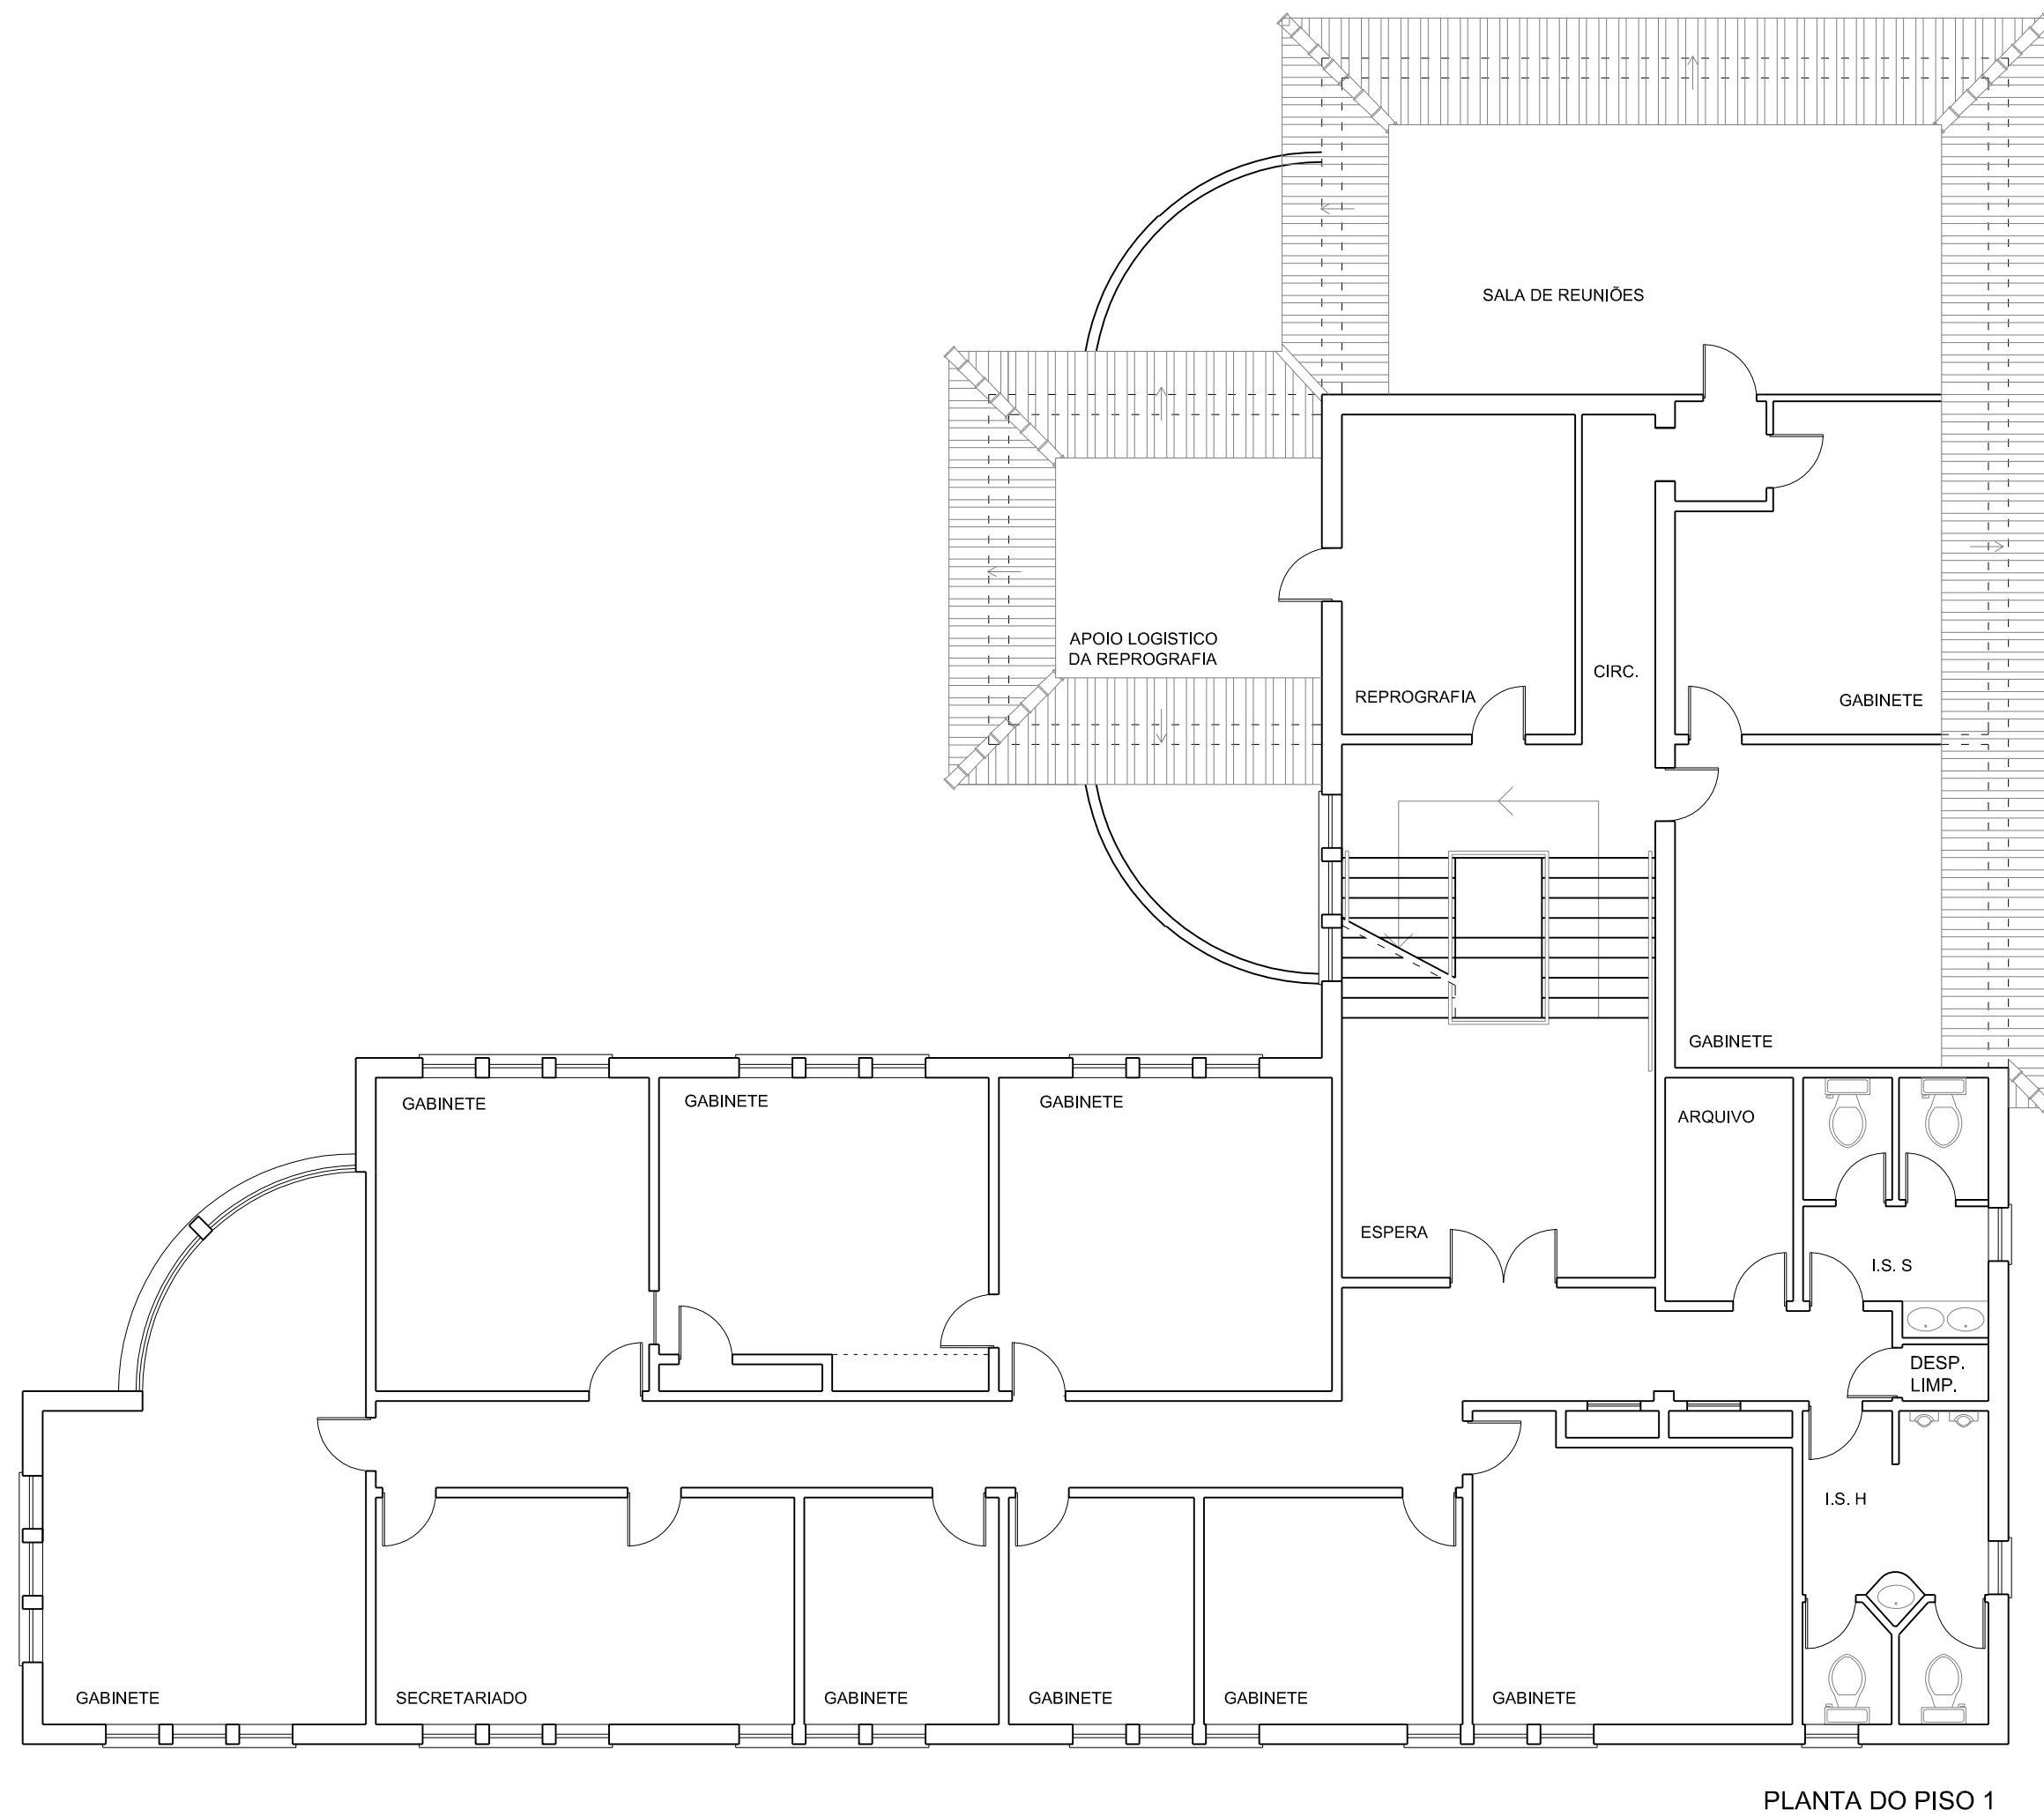 SALA DE REUNIÕES
APOIO LOGISTICO
DA REPROGRAFIA
REPROGRAFIA
CIRC.
GABINETE
GABINETE
GABINETE
GABINETE
GABINETE
ARQUIVO
ESPERA
I.S. S
DESP.
LIMP.
I.S. H
GABINETE
SECRETARIADO
GABINETE
GABINETE
GABINETE
GABINETE
PLANTA DO PISO 1